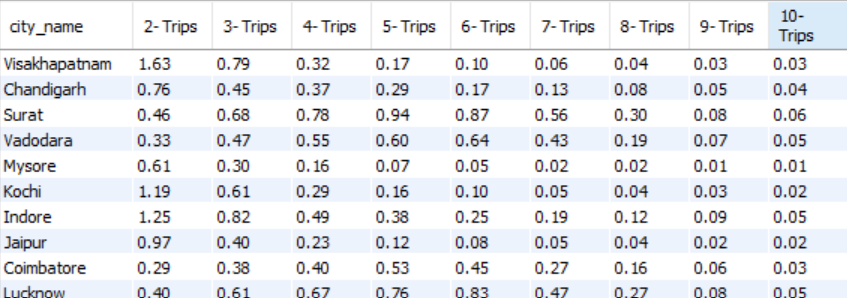 city_name 2- Trips 3- Trips 4- Trips 5- Trips 6- Trips 7- Trips 8- Trips 9- Trips 10-
Trips
Visakhapatnam 1.63 0.79 0.32 0.17 0.10 0.06 0.04 0.03 0.03
Chandigarh 0.76 0.45 0.37 0.29 0.17 0.13 0.08 0.05 0.04
Surat 0.46 0.68 0.78 0.94 0.87 0.56 0.30 0.08 0.06
Vadodara 0.33 0.47 0.55 0.60 0.64 0.43 0.19 0.07 0.05
Mysore 0.61 0.30 0.16 0.07 0.05 0.02 0.02 0.01 0.01
Kochi 1.19 0.61 0.29 0.16 0.10 0.05 0.04 0.03 0.02
Indore 1.25 0.82 0.49 0.38 0.25 0.19 0.12 0.09 0.05
Jaipur 0.97 0.40 0.23 0.12 0.08 0.05 0.04 0.02 0.02
Coimbatore 0.29 0.38 0.40 0.53 0.45 0.27 0.16 0.06 0.03
Lucknow 0.40 0.61 0.67 0.76 0.83 0.47 0.27 0.08 0.05